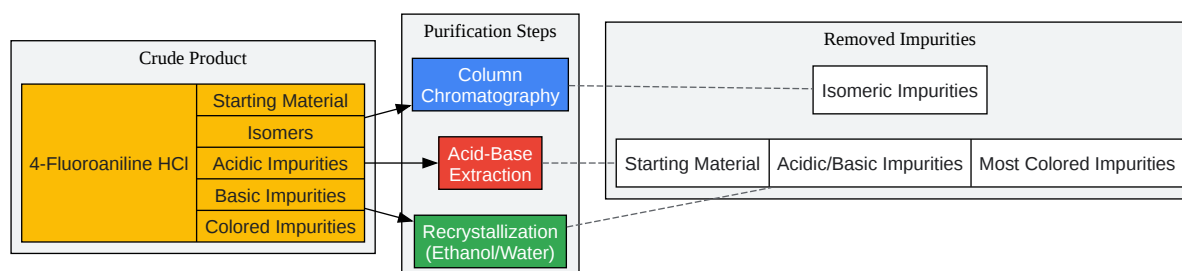 Crude Product
4-Fluoroaniline HCl
Starting Material
Isomers
Acidic Impurities
Basic Impurities
Colored Impurities
Purification Steps
Column
Chromatography
Acid-Base
Extraction
Recrystallization
(Ethanol/Water)
Removed Impurities
Isomeric Impurities
Starting Material
Acidic/Basic Impurities
Most Colored Impurities